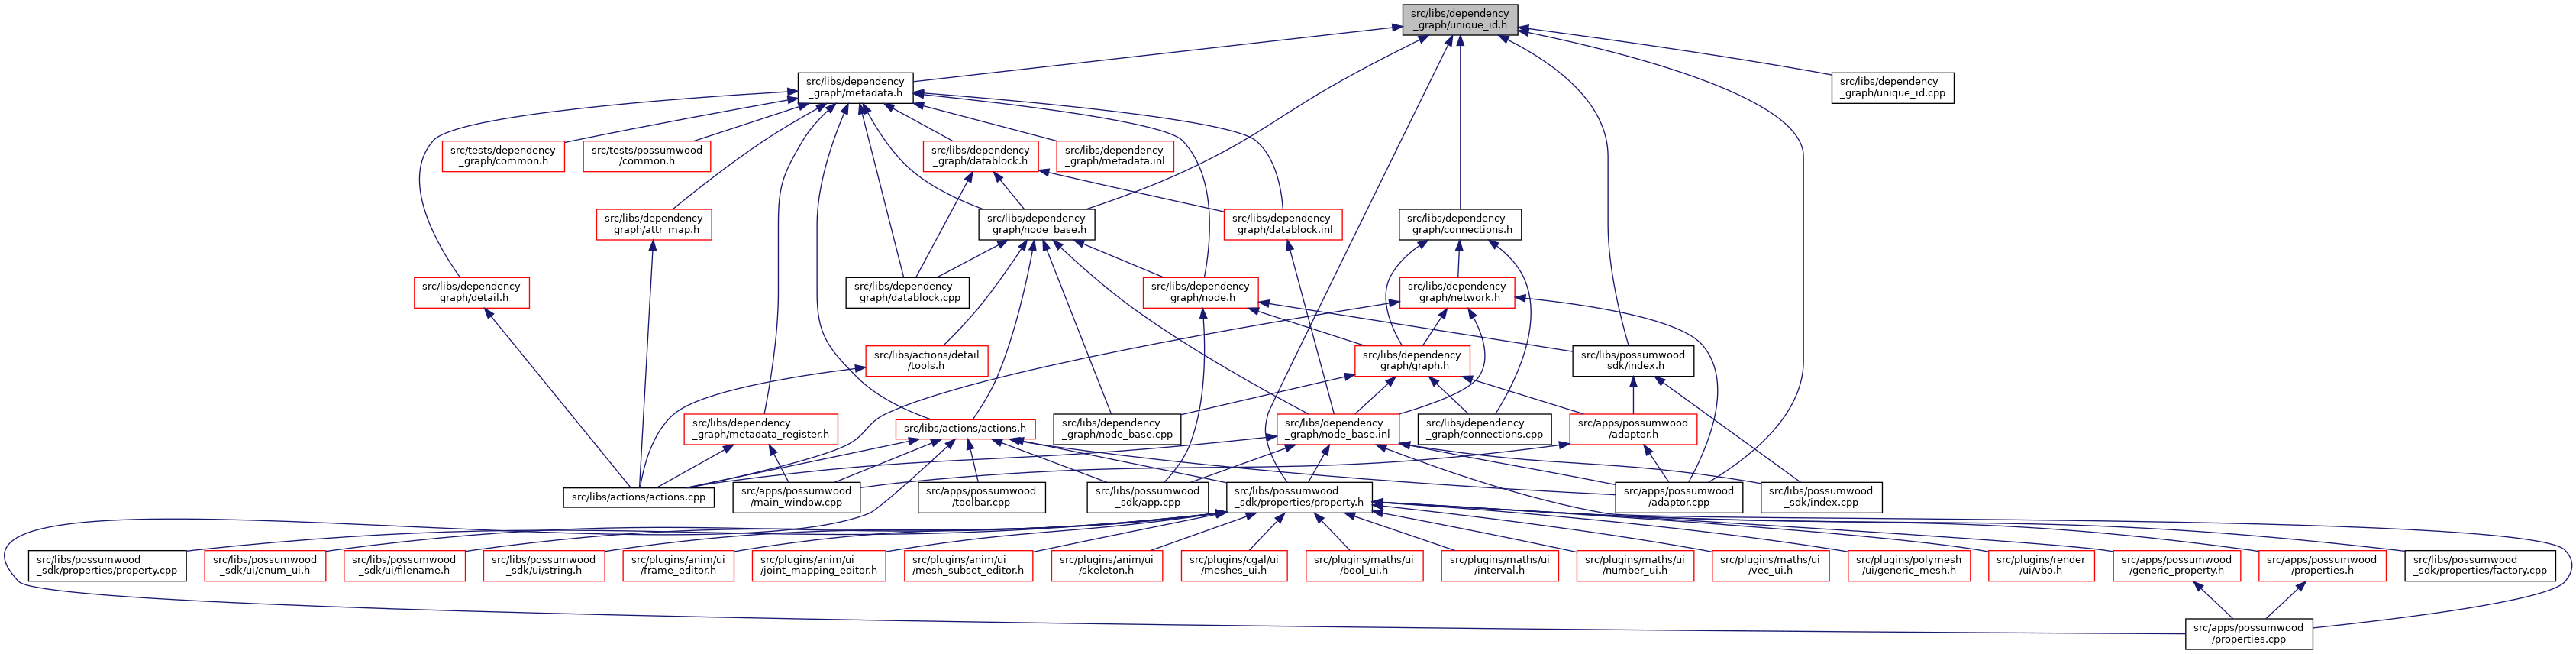 src/libs/dependency
_graph/unique_id.h
src/libs/dependency
_graph/metadata.h
src/libs/dependency
_graph/unique_id.cpp
src/tests/dependency
_graph/common.h
src/tests/possumwood
/common.h
src/libs/dependency
_graph/datablock.h
src/libs/dependency
_graph/metadata.inl
src/libs/dependency
_graph/attr_map.h
src/libs/dependency
_graph/node_base.h
src/libs/dependency
_graph/datablock.inl
src/libs/dependency
_graph/connections.h
src/libs/dependency
_graph/detail.h
src/libs/dependency
_graph/datablock.cpp
src/libs/dependency
_graph/node.h
src/libs/dependency
_graph/network.h
src/libs/actions/detail
/tools.h
src/libs/dependency
_graph/graph.h
src/libs/possumwood
_sdk/index.h
src/libs/dependency
_graph/metadata_register.h
src/libs/actions/actions.h
src/libs/dependency
_graph/node_base.cpp
src/libs/dependency
_graph/node_base.inl
src/libs/dependency
_graph/connections.cpp
src/apps/possumwood
/adaptor.h
src/libs/actions/actions.cpp
src/apps/possumwood
/main_window.cpp
src/apps/possumwood
/toolbar.cpp
src/libs/possumwood
_sdk/app.cpp
src/libs/possumwood
_sdk/properties/property.h
src/apps/possumwood
/adaptor.cpp
src/libs/possumwood
_sdk/index.cpp
src/libs/possumwood
_sdk/properties/property.cpp
src/libs/possumwood
_sdk/ui/enum_ui.h
src/libs/possumwood
_sdk/ui/filename.h
src/libs/possumwood
_sdk/ui/string.h
src/plugins/anim/ui
/frame_editor.h
src/plugins/anim/ui
/joint_mapping_editor.h
src/plugins/anim/ui
/mesh_subset_editor.h
src/plugins/anim/ui
/skeleton.h
src/plugins/cgal/ui
/meshes_ui.h
src/plugins/maths/ui
/bool_ui.h
src/plugins/maths/ui
/interval.h
src/plugins/maths/ui
/number_ui.h
src/plugins/maths/ui
/vec_ui.h
src/plugins/polymesh
/ui/generic_mesh.h
src/plugins/render
/ui/vbo.h
src/apps/possumwood
/generic_property.h
src/apps/possumwood
/properties.h
src/libs/possumwood
_sdk/properties/factory.cpp
src/apps/possumwood
/properties.cpp